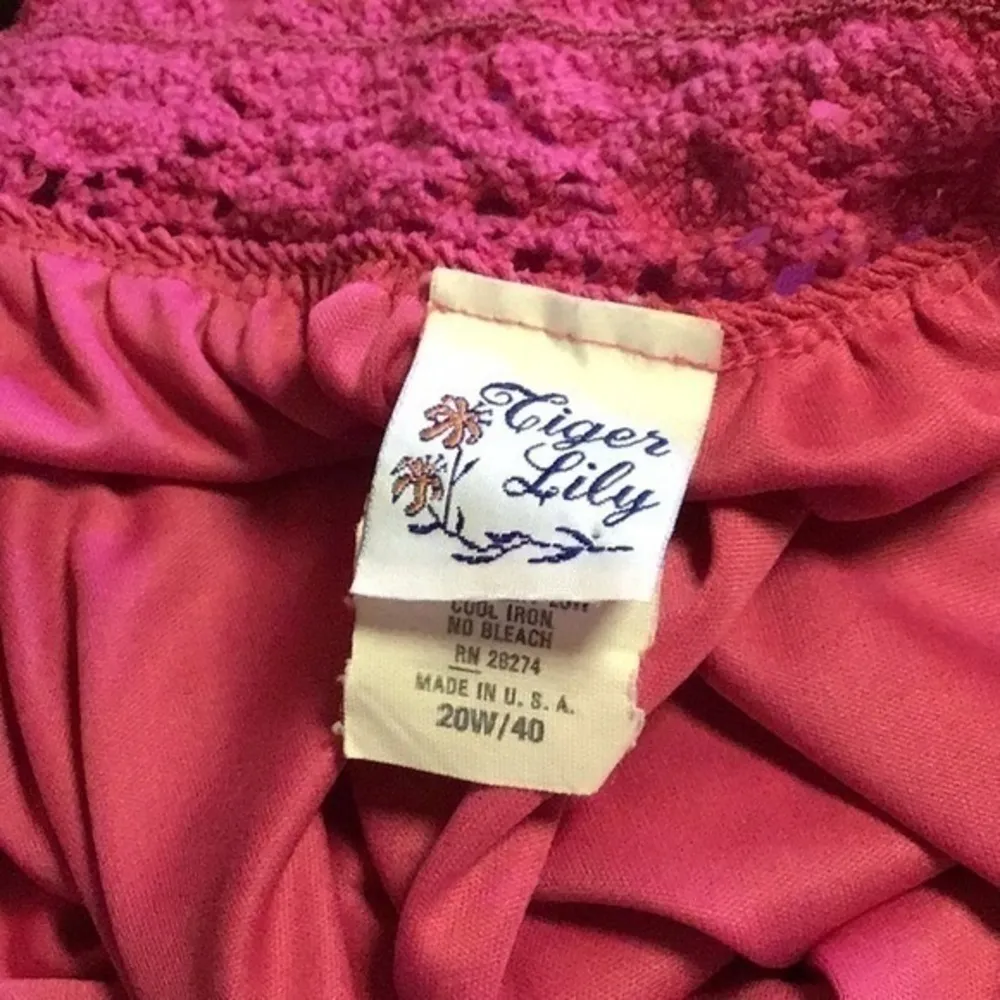 Tiger
Lily
COOL IRON
NO BLEACH
RN 28274
MADE IN U. S. A.
20W/40